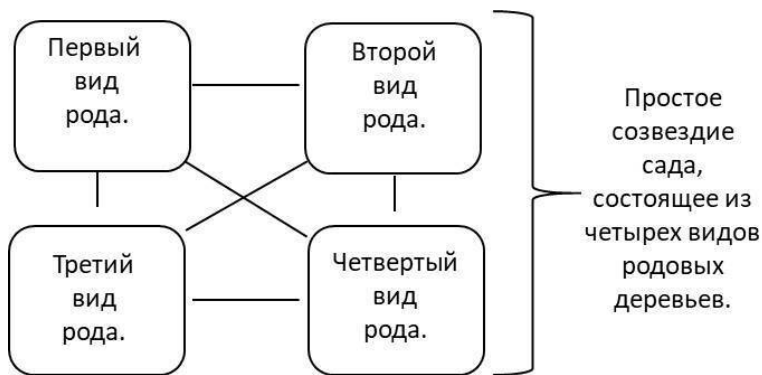 Первый
вид
рода.
Второй
вид
рода.
Третий
вид
рода.
Четвертый
вид
рода.
Простое
созвездие
сада,
состоящее из
четырех видов
родовых
деревьев.